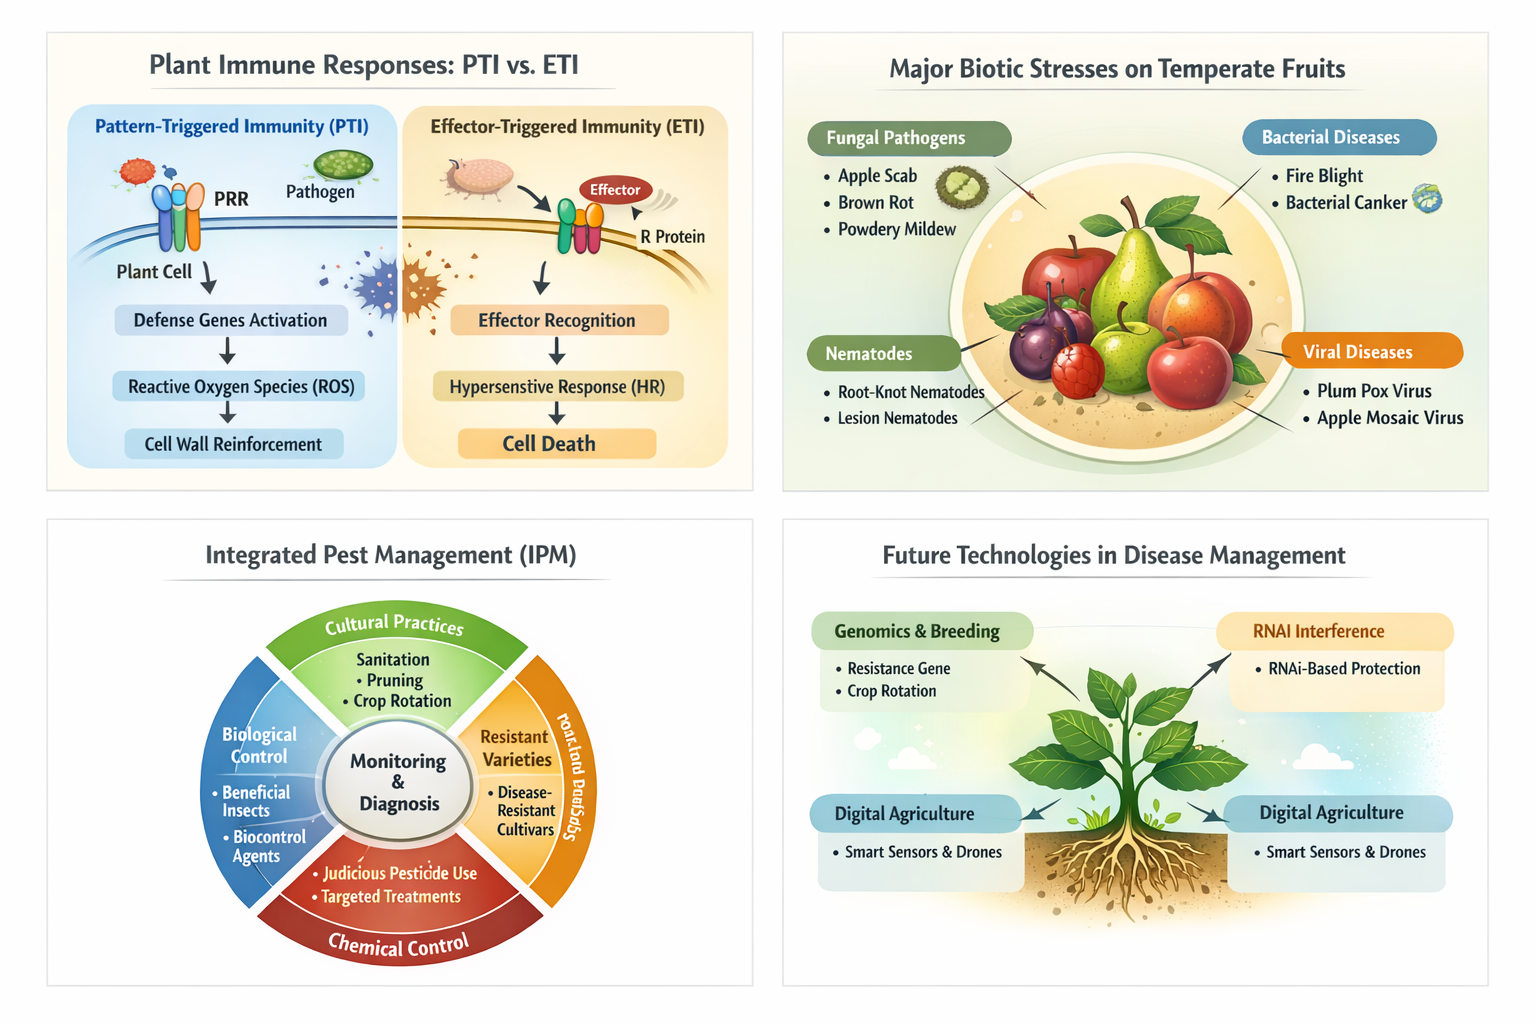 Plant Immune Responses: PTI vs. ETI
Pattern-Triggered Immunity (PTI)
PRR
Pathogen
Plant Cell
Defense Genes Activation
Reactive Oxygen Species (ROS)
Cell Wall Reinforcement
Effector-Triggered Immunity (ETI)
Effector
R Protein
Effector Recognition
Hypersenstive Response (HR)
Cell Death
Major Biotic Stresses on Temperate Fruits
Fungal Pathogens
• Apple Scab
• Brown Rot
• Powdery Mildew
Bacterial Diseases
• Fire Blight
• Bacterial Canker
Nematodes
• Root-Knot Nematodes
• Lesion Nematodes
Viral Diseases
• Plum Pox Virus
• Apple Mosaic Virus
Integrated Pest Management (IPM)
Cultural Practices
Sanitation
• Pruning
• Crop Rotation
Biological
Control
• Beneficial
Insects
• Biocontrol
Agents
Monitoring
&
Diagnosis
Resistant
Varieties
• Disease-
Resistant
Cultivars
• Judicious Pesticide Use
• Targeted Treatments
Chemical Control
Future Technologies in Disease Management
Genomics & Breeding
• Resistance Gene
• Crop Rotation
RNAI Interference
• RNAi-Based Protection
Digital Agriculture
• Smart Sensors & Drones
Digital Agriculture
• Smart Sensors & Drones